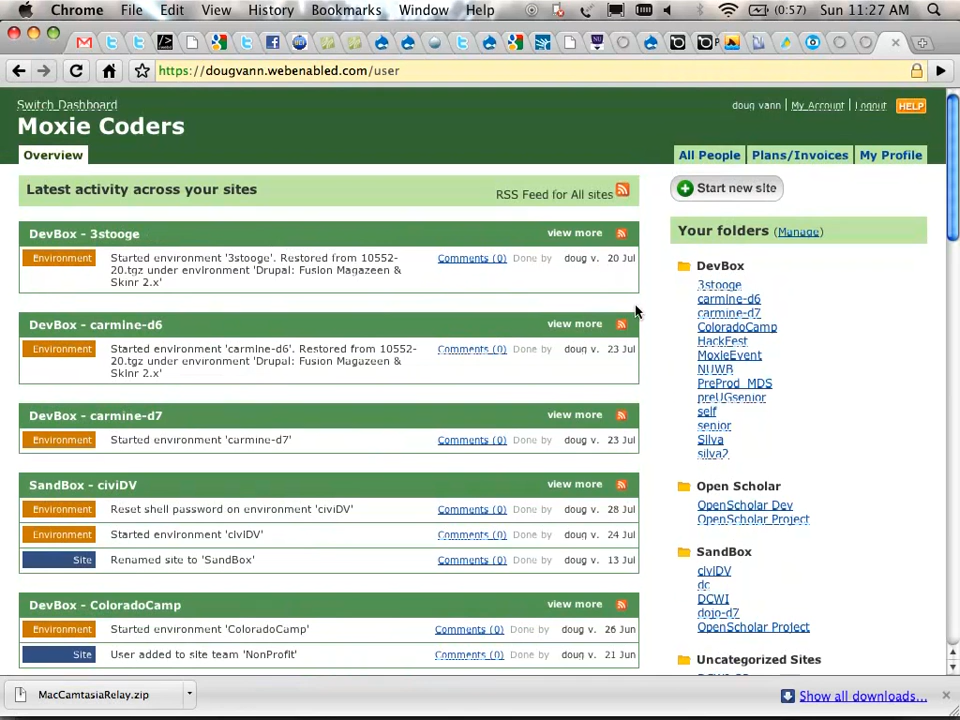 Chrome File Edit View History Bookmarks Window Help (0:57) Sun 11:27 AM
https://dougvann.webenabled.com/user
Switch Dashboard
doug vann | My Account | Logout HELP
Moxie Coders
Overview
All People Plans/Invoices My Profile
Latest activity across your sites
RSS Feed for All sites
DevBox - 3stooge view more
Environment Started environment '3stooge'. Restored from 10552- Comments (0) Done by doug v. 20 Jul
20.tgz under environment 'Drupal: Fusion Magazeen &
Skinr 2.x'
DevBox - carmine-d6 view more
Environment Started environment 'carmine-d6'. Restored from 10552- Comments (0) Done by doug v. 23 Jul
20.tgz under environment 'Drupal: Fusion Magazeen &
Skinr 2.x'
DevBox - carmine-d7 view more
Environment Started environment 'carmine-d7' Comments (0) Done by doug v. 23 Jul
SandBox - civiDV view more
Environment Reset shell password on environment 'civiDV' Comments (0) Done by doug v. 28 Jul
Environment Started environment 'civiDV' Comments (0) Done by doug v. 24 Jul
Site Renamed site to 'SandBox' Comments (0) Done by doug v. 13 Jul
DevBox - ColoradoCamp view more
Environment Started environment 'ColoradoCamp' Comments (0) Done by doug v. 26 Jun
Site User added to site team 'NonProfit' Comments (0) Done by doug v. 21 Jun
Start new site
Your folders (Manage)
DevBox
3stooge
carmine-d6
carmine-d7
ColoradoCamp
HackFest
MoxieEvent
NUWB
PreProd_MDS
preUGsenior
self
senior
Silva
silva2
Open Scholar
OpenScholar Dev
OpenScholar Project
SandBox
civiDV
dc
DCWI
dojo-d7
OpenScholar Project
Uncategorized Sites
MacCamtasiaRelay.zip
Show all downloads...